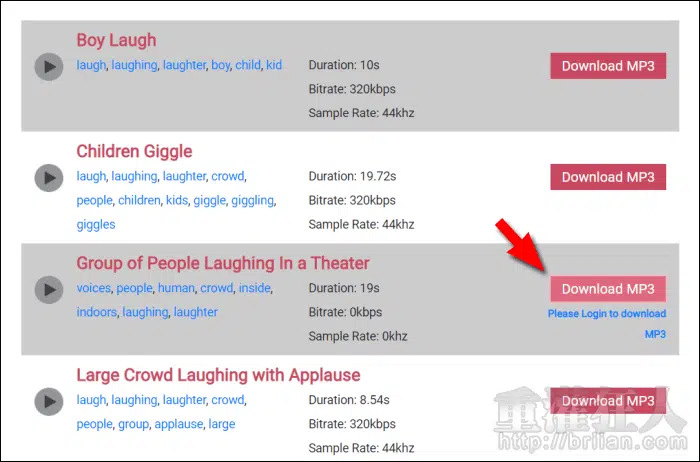 Boy Laugh
laugh, laughing, laughter, boy, child, kid
Duration: 10s
Bitrate: 320kbps
Sample Rate: 44khz
Download MP3
Children Giggle
laugh, laughing, laughter, crowd,
people, children, kids, giggle, giggling,
giggles
Duration: 19.72s
Bitrate: 320kbps
Sample Rate: 44khz
Download MP3
Group of People Laughing In a Theater
voices, people, human, crowd, inside,
indoors, laughing, laughter
Duration: 19s
Bitrate: 0kbps
Sample Rate: 0khz
Download MP3
Please Login to download
MP3
Large Crowd Laughing with Applause
laugh, laughing, laughter, crowd,
people, group, applause, large
Duration: 8.54s
Bitrate: 320kbps
Sample Rate: 44khz
Download MP3
重灌狂人
http://briian.com